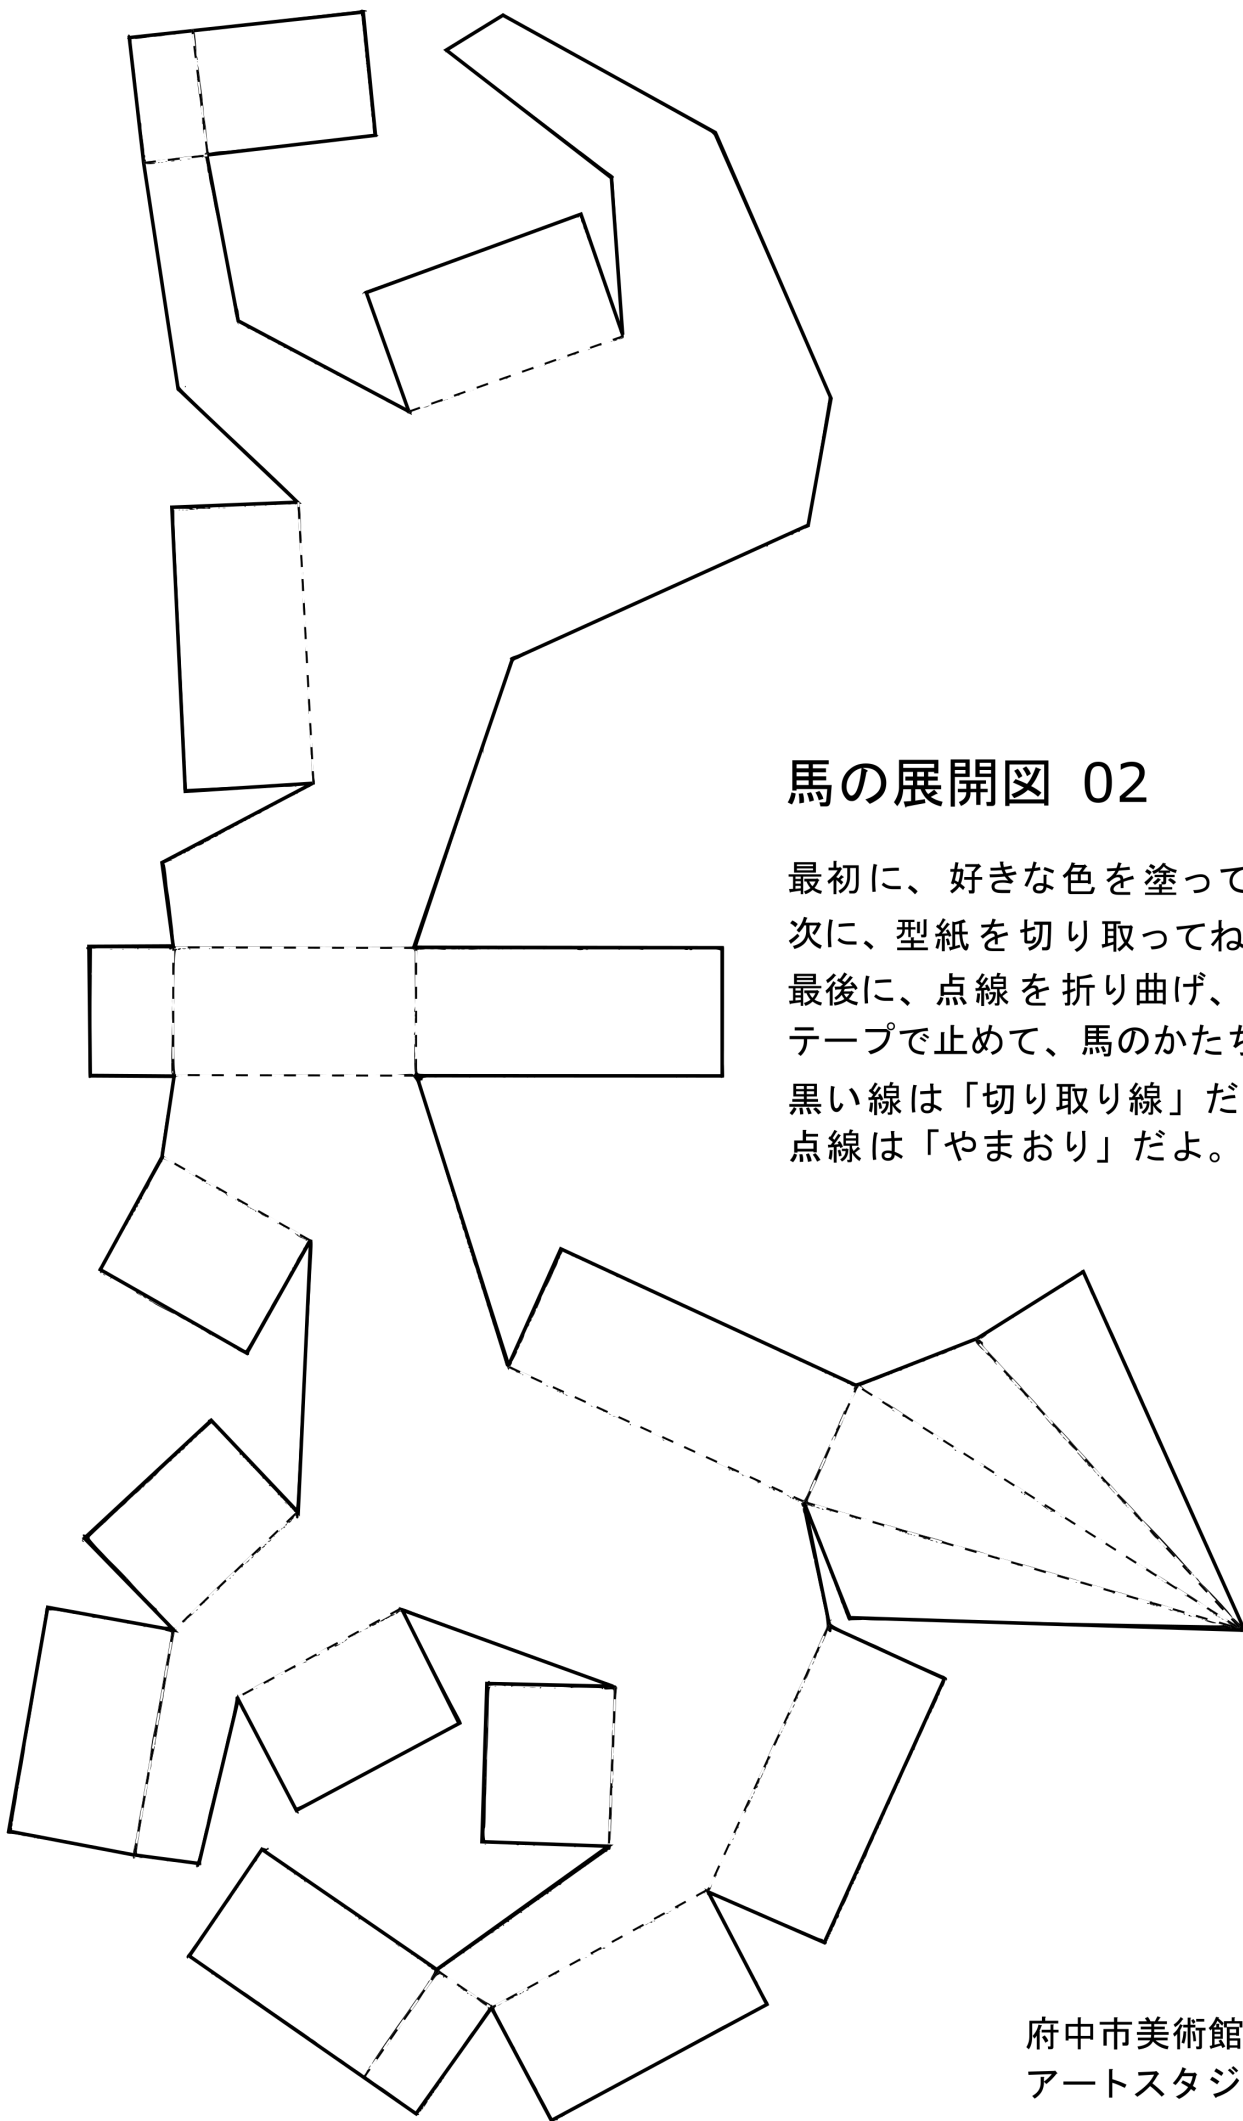 馬の展開図 02
最初に、好きな色を塗って
次に、型紙を切り取ってね
最後に、点線を折り曲げ、
テープで止めて、馬のかたち
黒い線は「切り取り線」だ
点線は「やまおり」だよ。
府中市美術館
アートスタジ